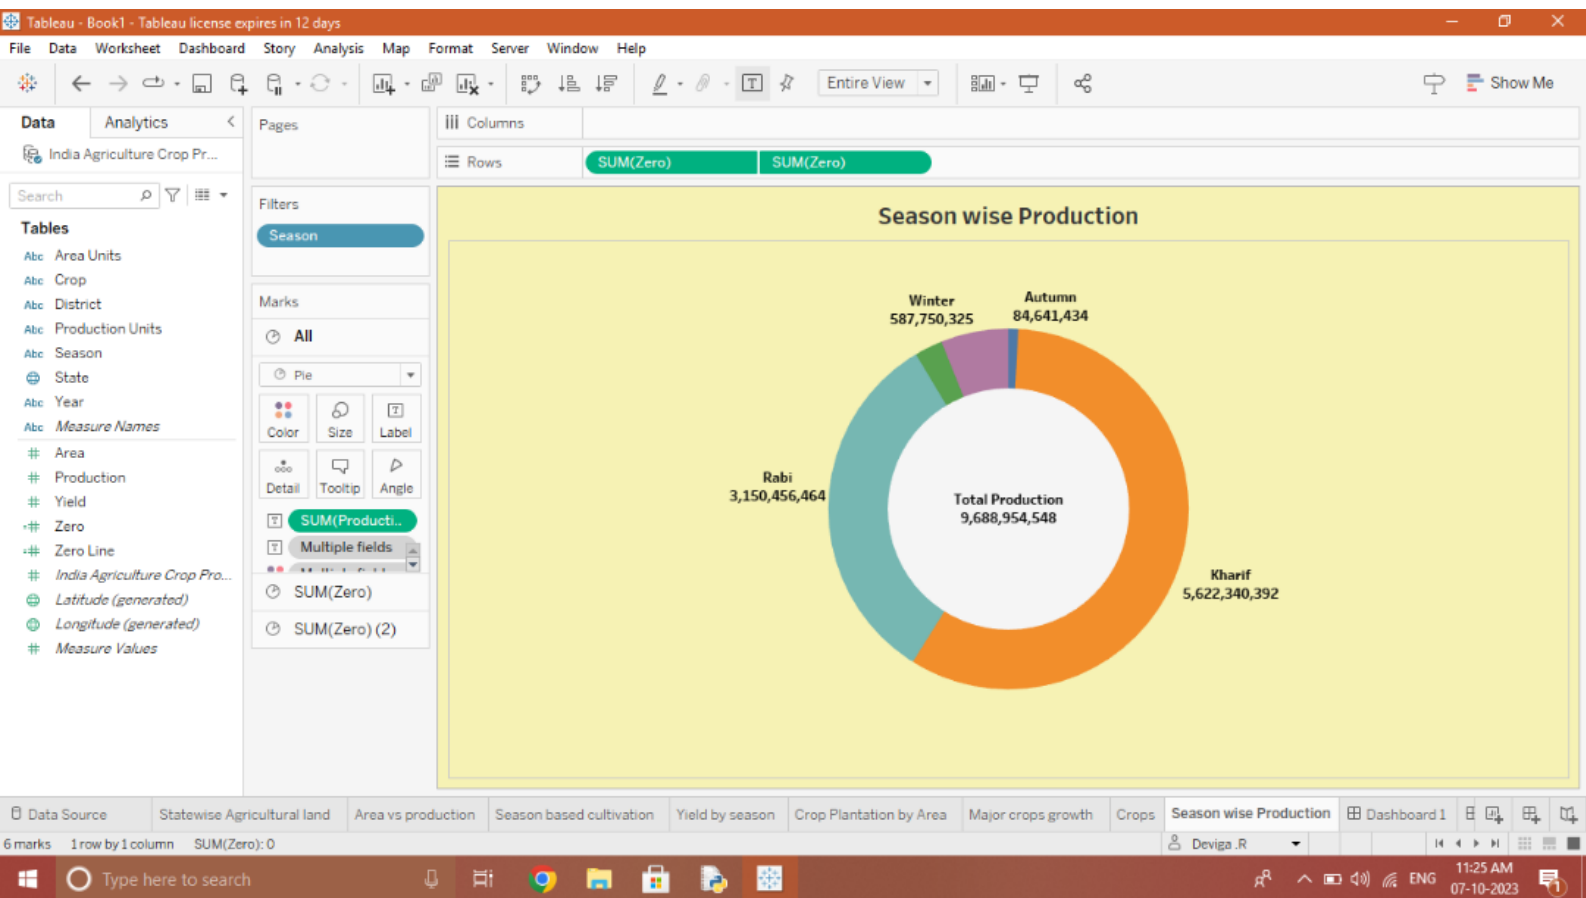 Tableau - Book1 - Tableau license expires in 12 days
File Data Worksheet Dashboard Story Analysis Map Format Server Window Help
Entire View
Show Me
Data Analytics
India Agriculture Crop Pr...
Search
Tables
Abc Area Units
Abc Crop
Abc District
Abc Production Units
Abc Season
State
Abc Year
Abc Measure Names
# Area
# Production
# Yield
=# Zero
=# Zero Line
# India Agriculture Crop Pro...
Latitude (generated)
Longitude (generated)
# Measure Values
Pages
Filters
Season
Marks
All
Pie
Color Size Label
Detail Tooltip Angle
SUM(Producti..
Multiple fields
SUM(Zero)
SUM(Zero) (2)
Columns
Rows SUM(Zero) SUM(Zero)
Season wise Production
Winter
587,750,325
Autumn
84,641,434
Rabi
3,150,456,464
Total Production
9,688,954,548
Kharif
5,622,340,392
Data Source Statewise Agricultural land Area vs production Season based cultivation Yield by season Crop Plantation by Area Major crops growth Crops Season wise Production Dashboard 1
6 marks 1 row by 1 column SUM(Zero): 0 Deviga .R
Type here to search
ENG
11:25 AM
07-10-2023
1